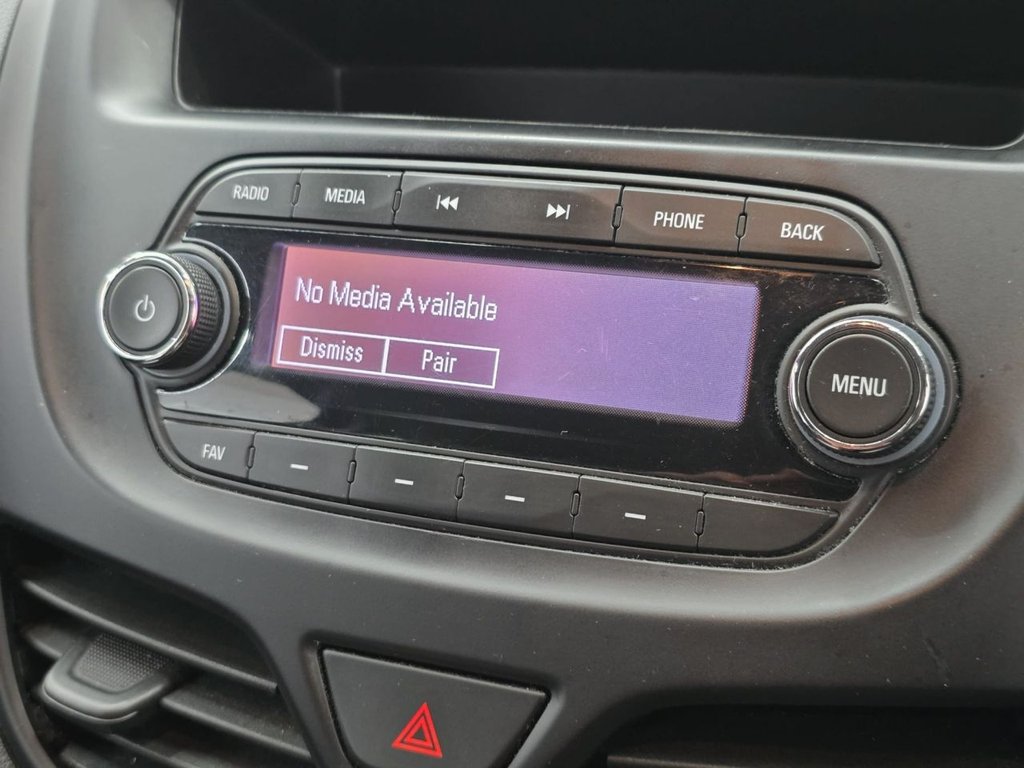 RADIO MEDIA PHONE BACK
No Media Available
Dismiss Pair
MENU
FAV